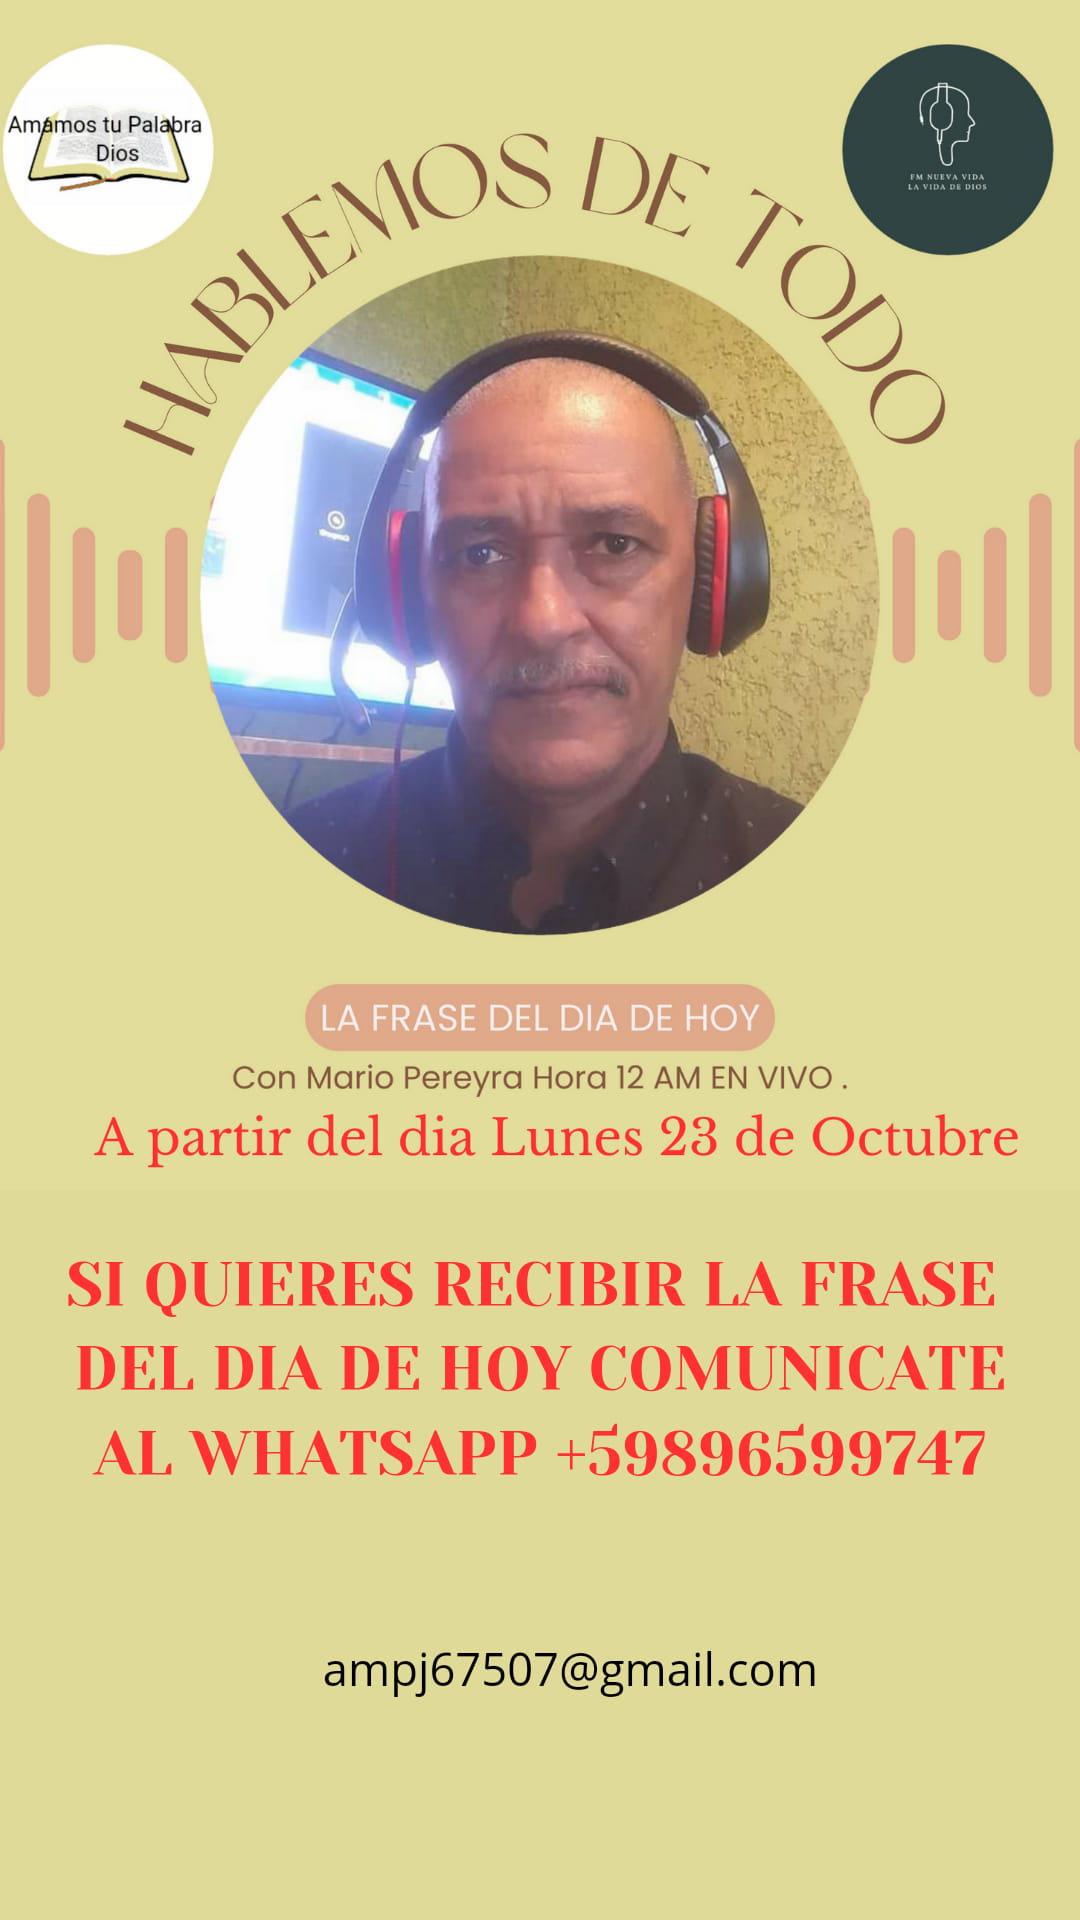 Amamos tu Palabra
Dios
FM NUEVA VIDA
LA VIDA DE DIOS
HABLEMOS DE TODO
LA FRASE DEL DIA DE HOY
Con Mario Pereyra Hora 12 AM EN VIVO .
A partir del dia Lunes 23 de Octubre
SI QUIERES RECIBIR LA FRASE
DEL DIA DE HOY COMUNICATE
AL WHATSAPP +59896599747
ampj67507@gmail.com